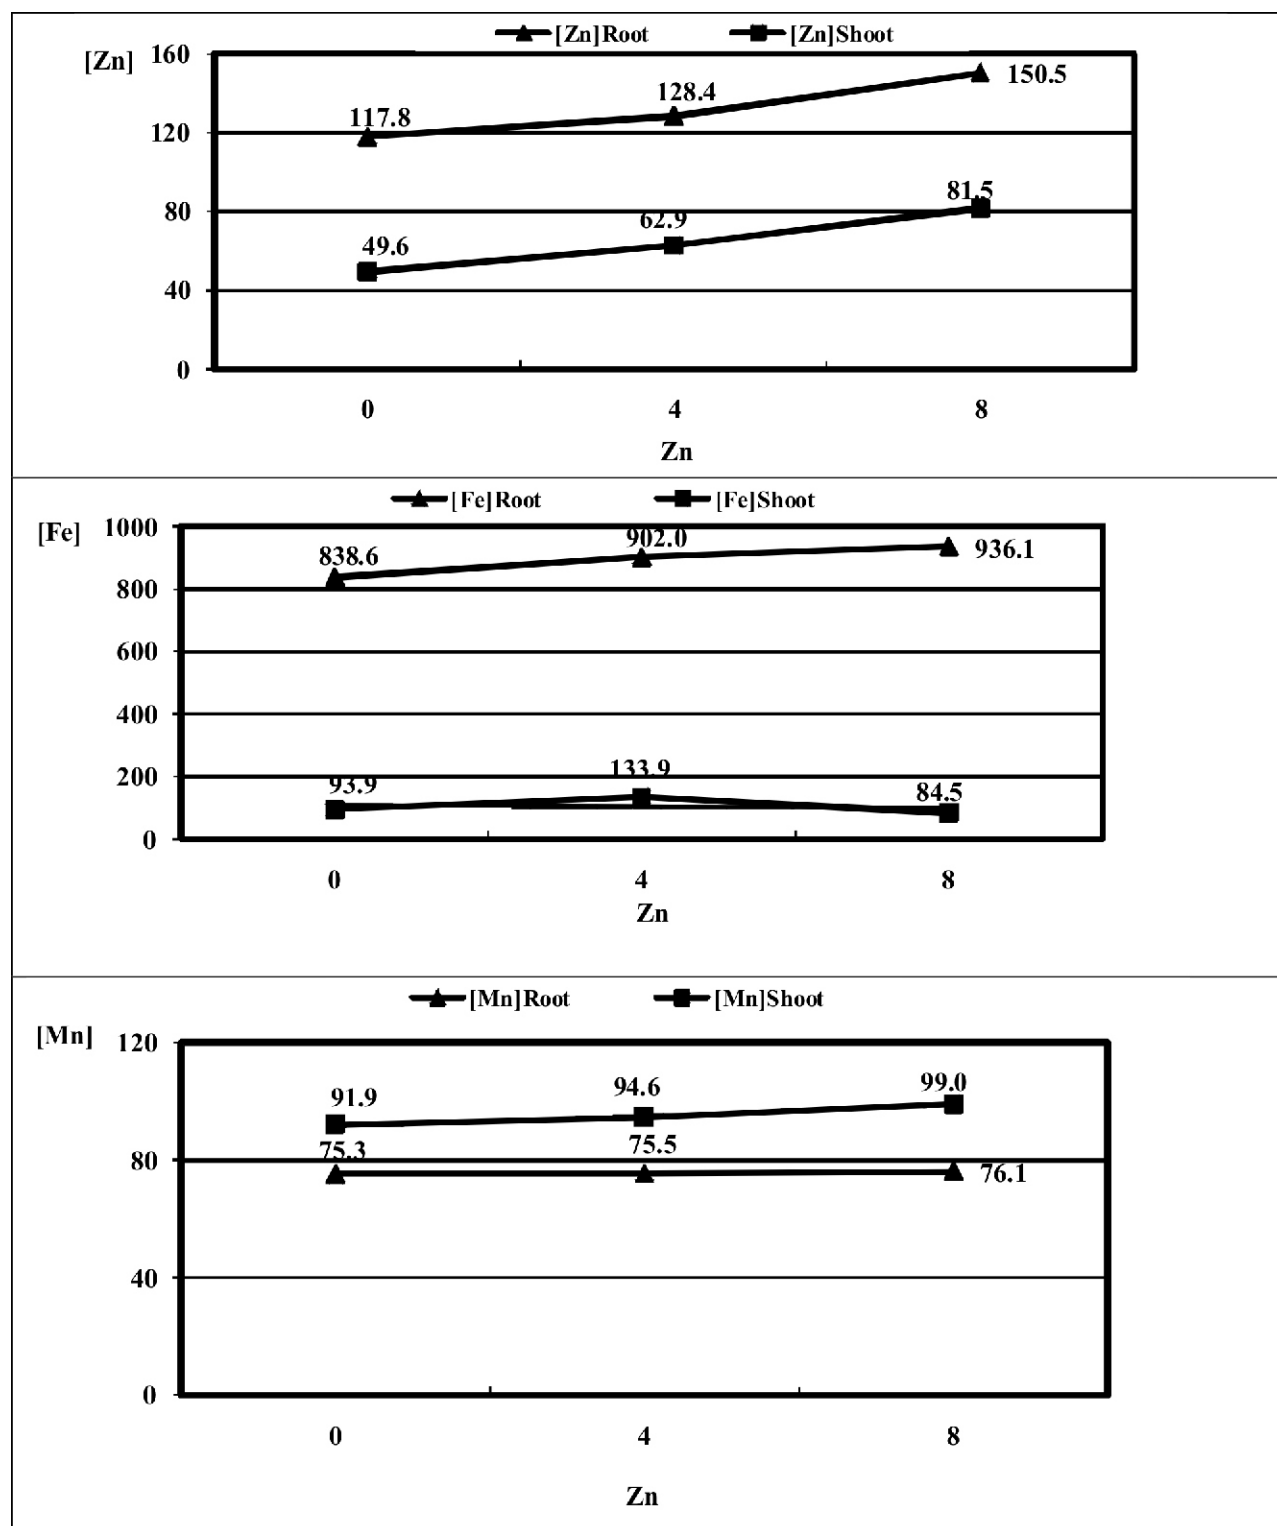 [Zn]Root [Zn]Shoot
[Zn] 160
150.5
128.4
117.8
120
81.5
80
62.9
49.6
40
0
0 4 8
Zn
[Fe]Root [Fe]Shoot
[Fe] 1000
902.0
936.1
838.6
800
600
400
200
133.9
93.9
84.5
0
0 4 8
Zn
[Mn]Root [Mn]Shoot
[Mn] 120
99.0
94.6
91.9
75.3
75.5
80
76.1
40
0
0 4 8
Zn